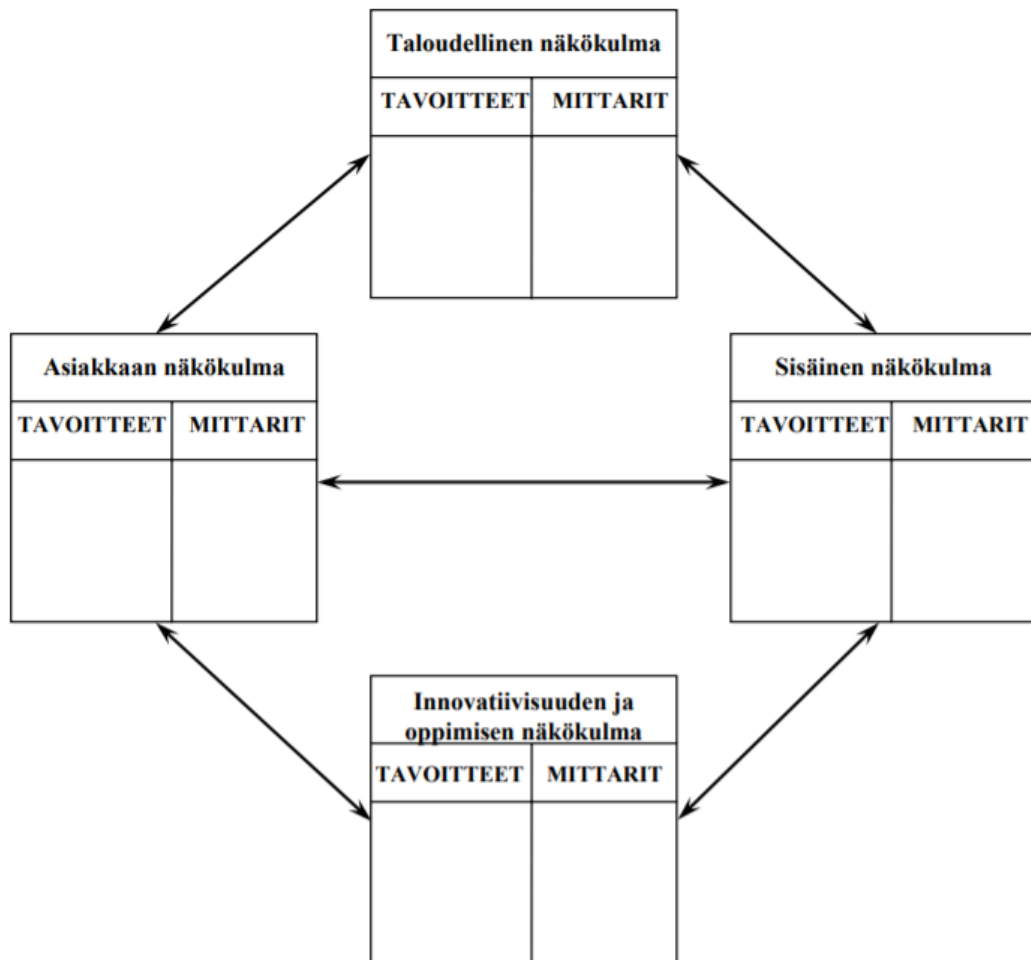 Taloudellinen näkökulma
TAVOITTEET MITTARIT
Asiakkaan näkökulma
TAVOITTEET MITTARIT
Sisäinen näkökulma
TAVOITTEET MITTARIT
Innovatiivisuuden ja
oppimisen näkökulma
TAVOITTEET MITTARIT